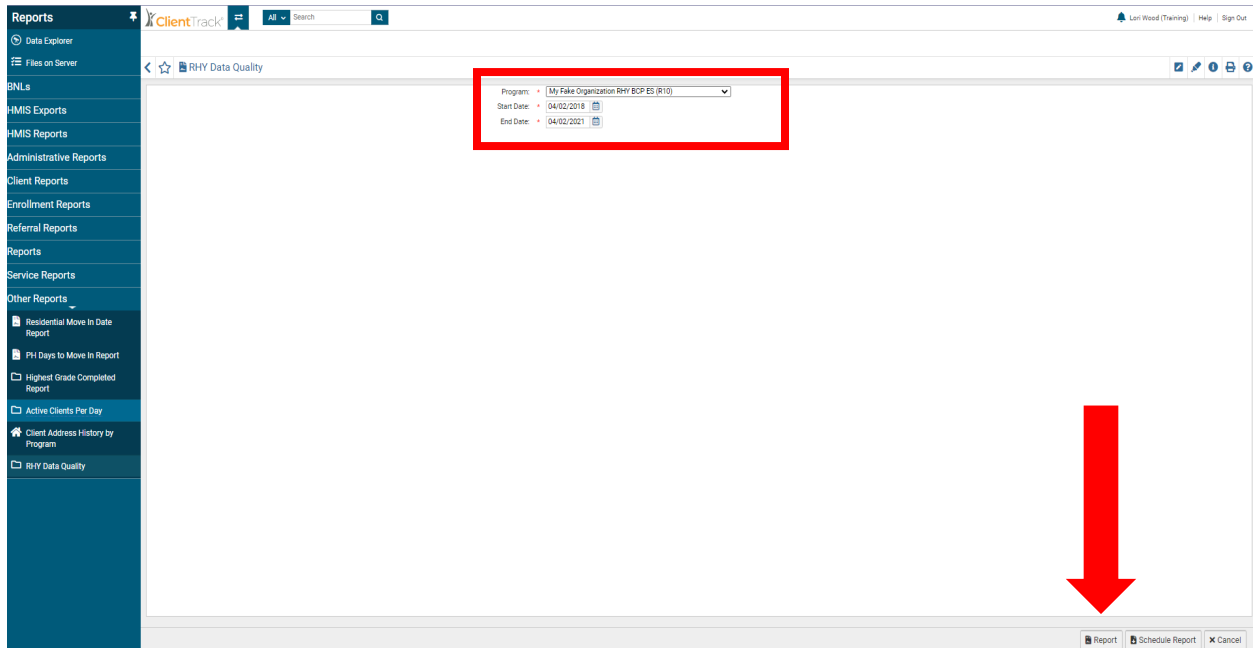 Reports
ClientTrack®
All
Search
Lori Wood (Training) | Help | Sign Out
Data Explorer
Files on Server
RHY Data Quality
BNLs
HMIS Exports
HMIS Reports
Administrative Reports
Client Reports
Enrollment Reports
Referral Reports
Reports
Service Reports
Other Reports
Residential Move In Date
Report
PH Days to Move In Report
Highest Grade Completed
Report
Active Clients Per Day
Client Address History by
Program
RHY Data Quality
Program: * My Fake Organization RHY BCP ES (R10)
Start Date: * 04/02/2018
End Date: * 04/02/2021
Report
Schedule Report
Cancel